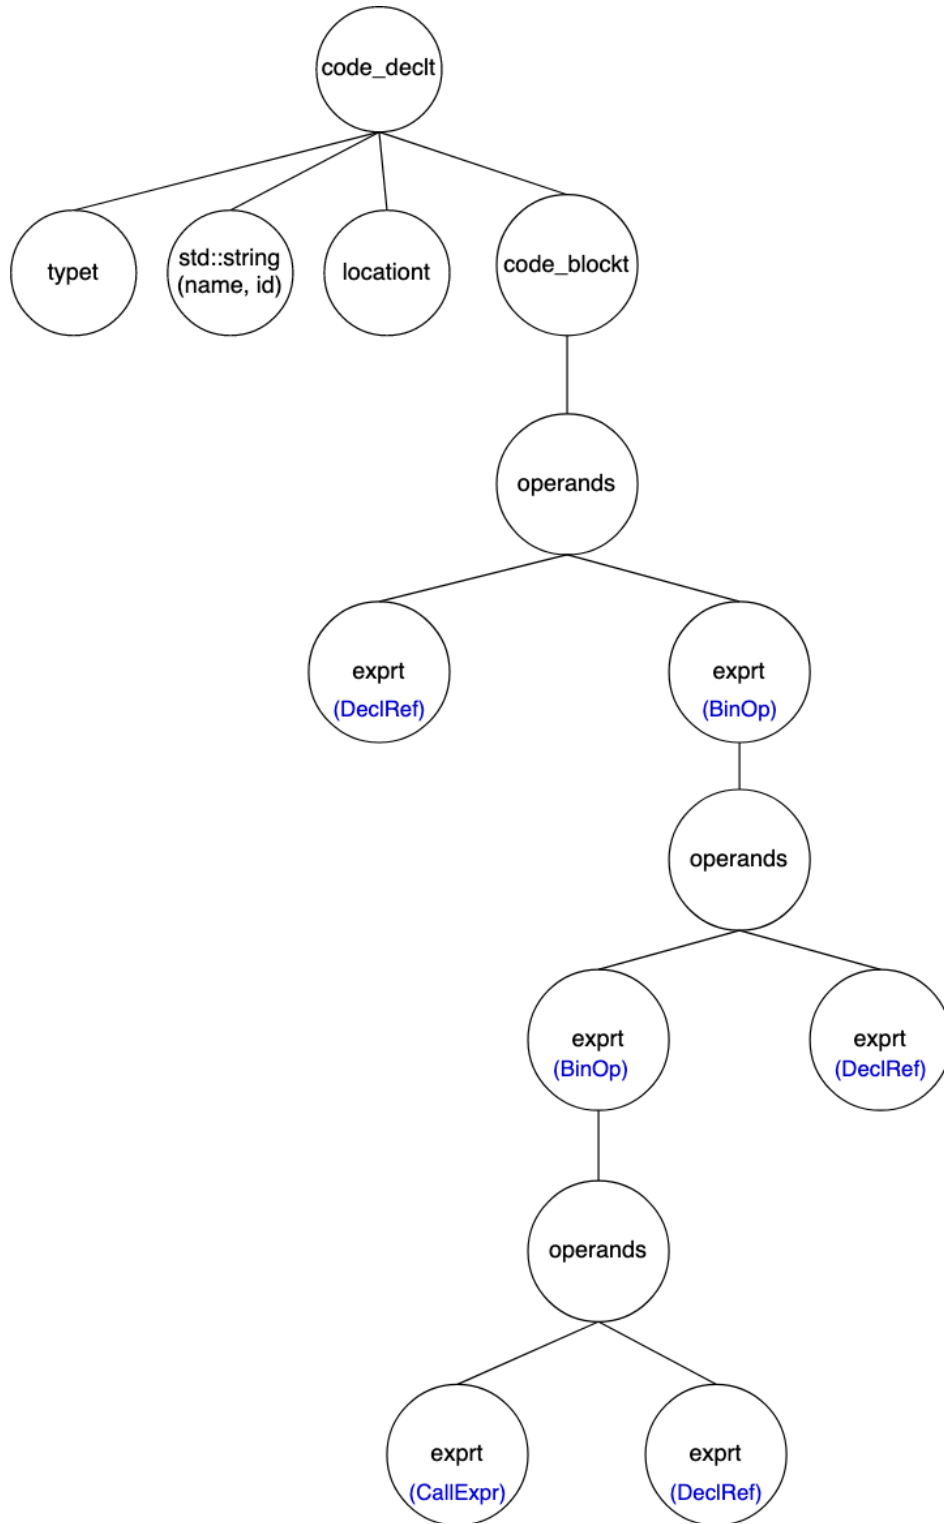 code_declt
typet
std::string
(name, id)
locationt
code_blockt
operands
exprt
(DeclRef)
exprt
(BinOp)
operands
exprt
(BinOp)
exprt
(DeclRef)
operands
exprt
(CallExpr)
exprt
(DeclRef)